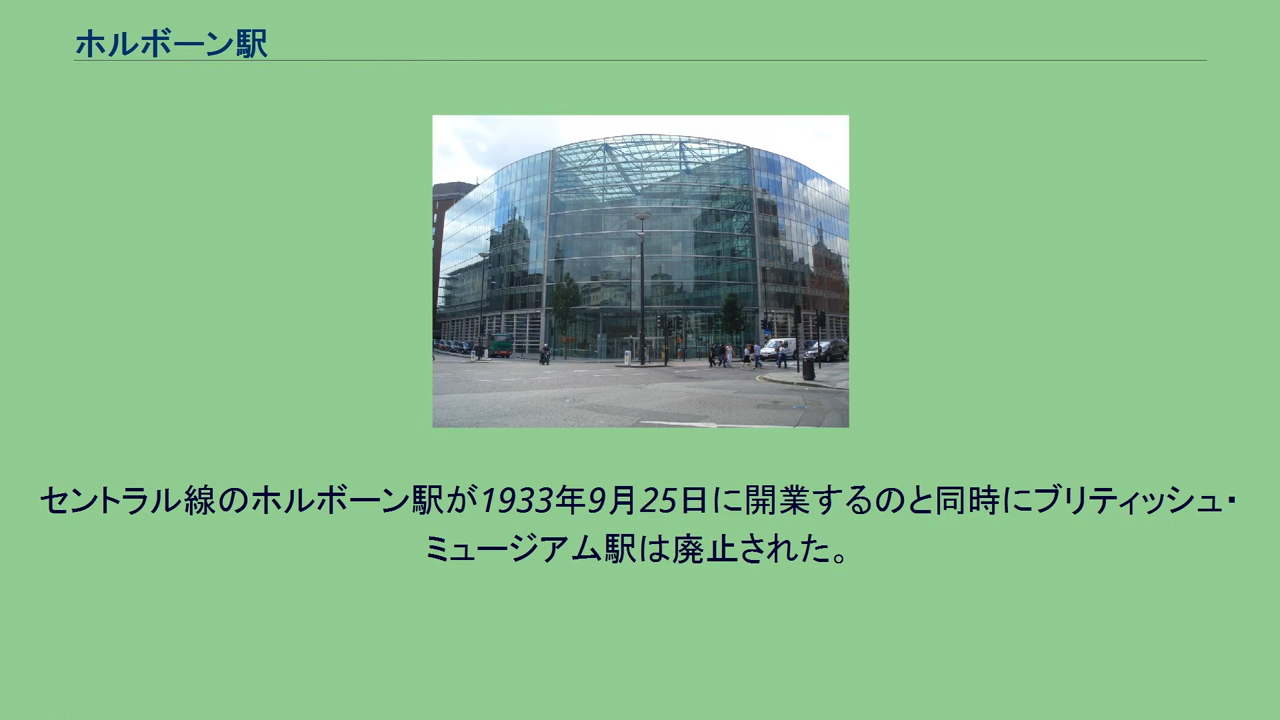 ホルボーン駅
セントラル線のホルボーン駅が1933年9月25日に開業するのと同時にブリティッシュ・
ミュージアム駅は廃止された。